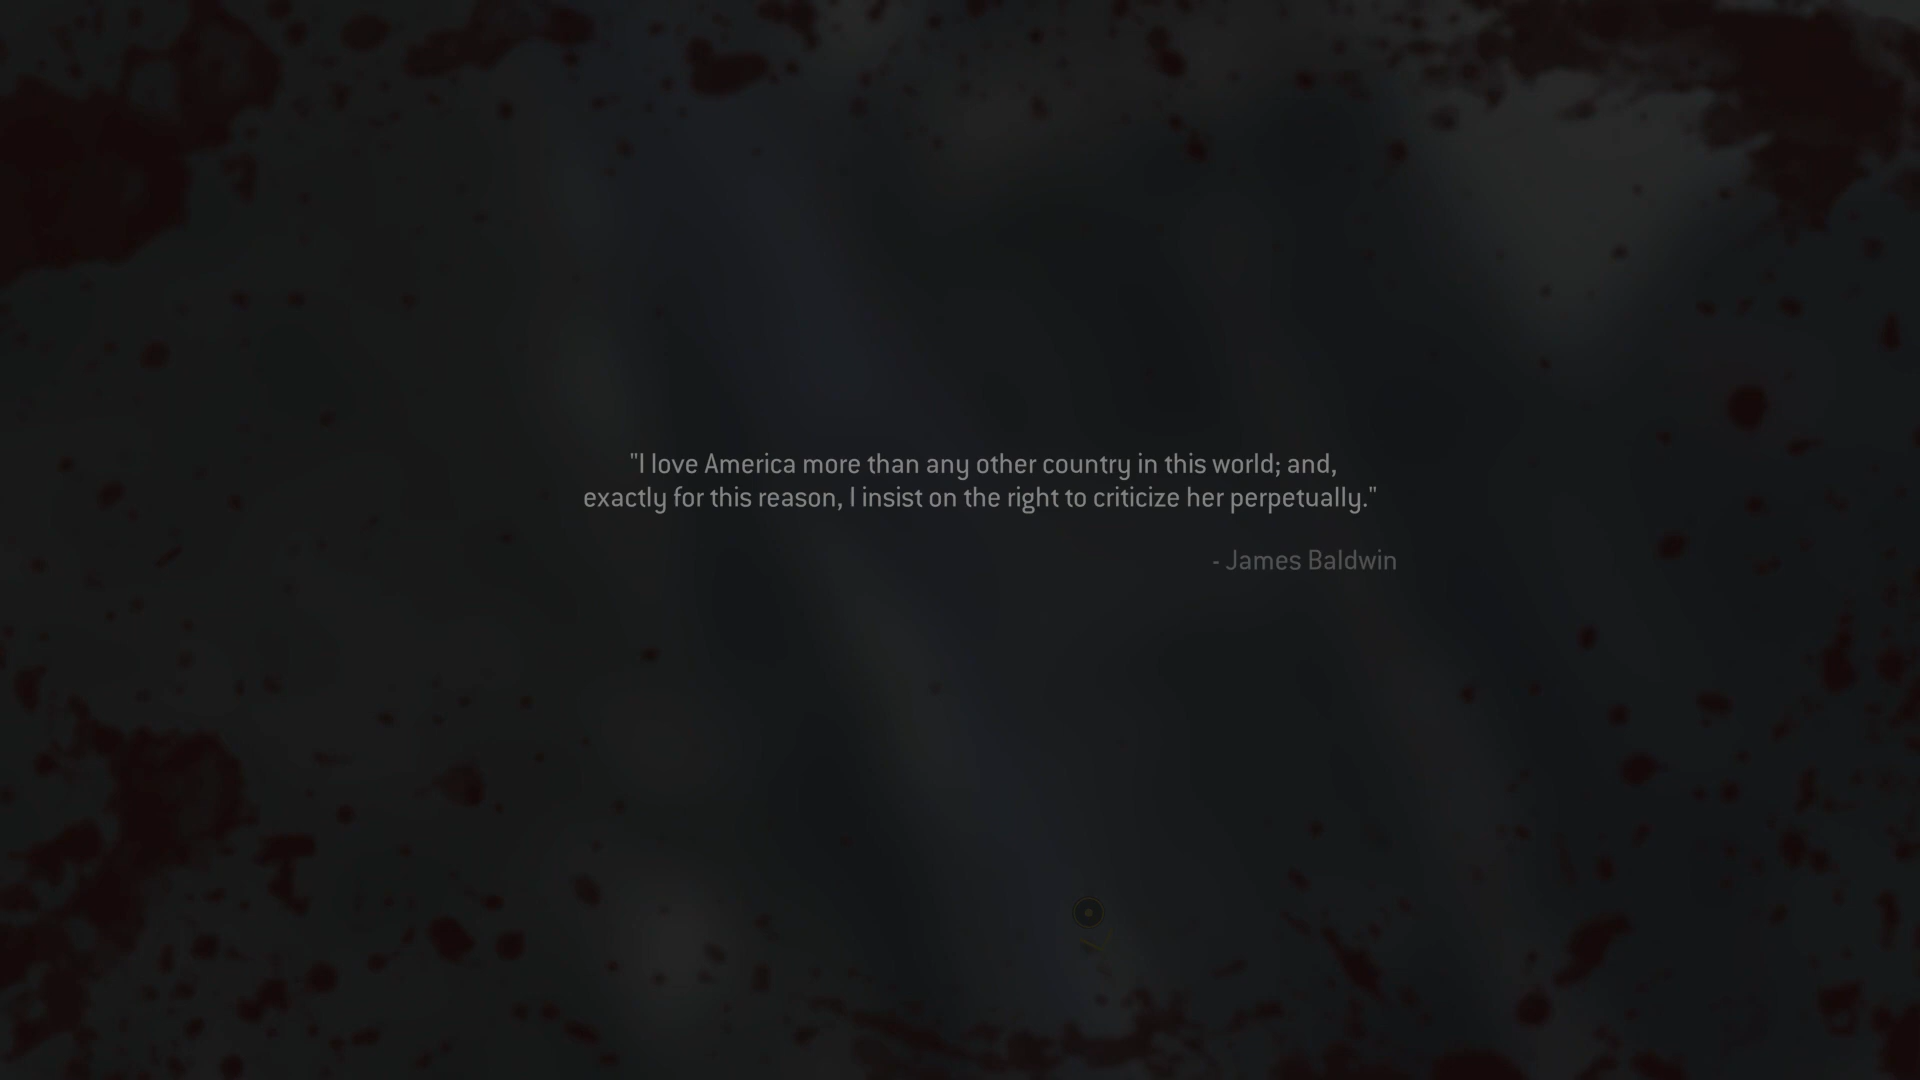 "I love America more than any other country in this world; and,
exactly for this reason, I insist on the right to criticize her perpetually."
- James Baldwin